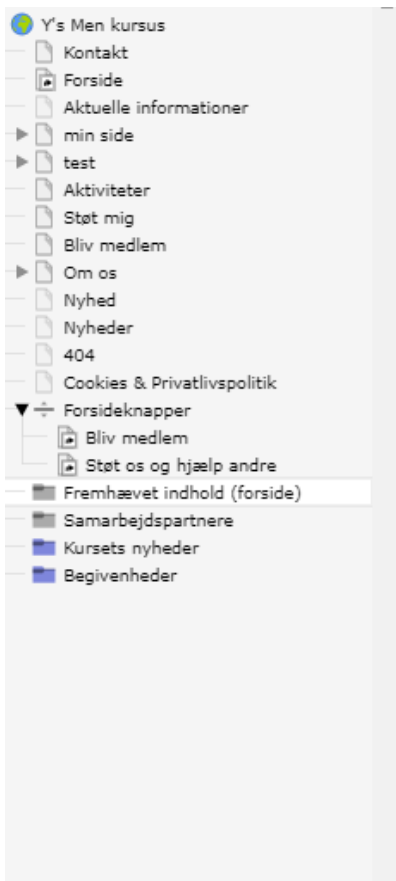 Y's Men kursus
Kontakt
Forside
Aktuelle informationer
min side
test
Aktiviteter
Støt mig
Bliv medlem
Om os
Nyhed
Nyheder
404
Cookies & Privatlivspolitik
Forsideknapper
Bliv medlem
Støt os og hjælp andre
Fremhævet indhold (forside)
Samarbejdspartnere
Kursets nyheder
Begivenheder